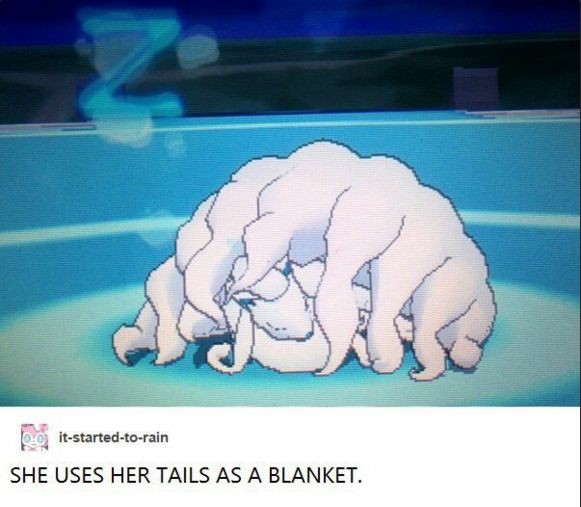 Z
it-started-to-rain
SHE USES HER TAILS AS A BLANKET.